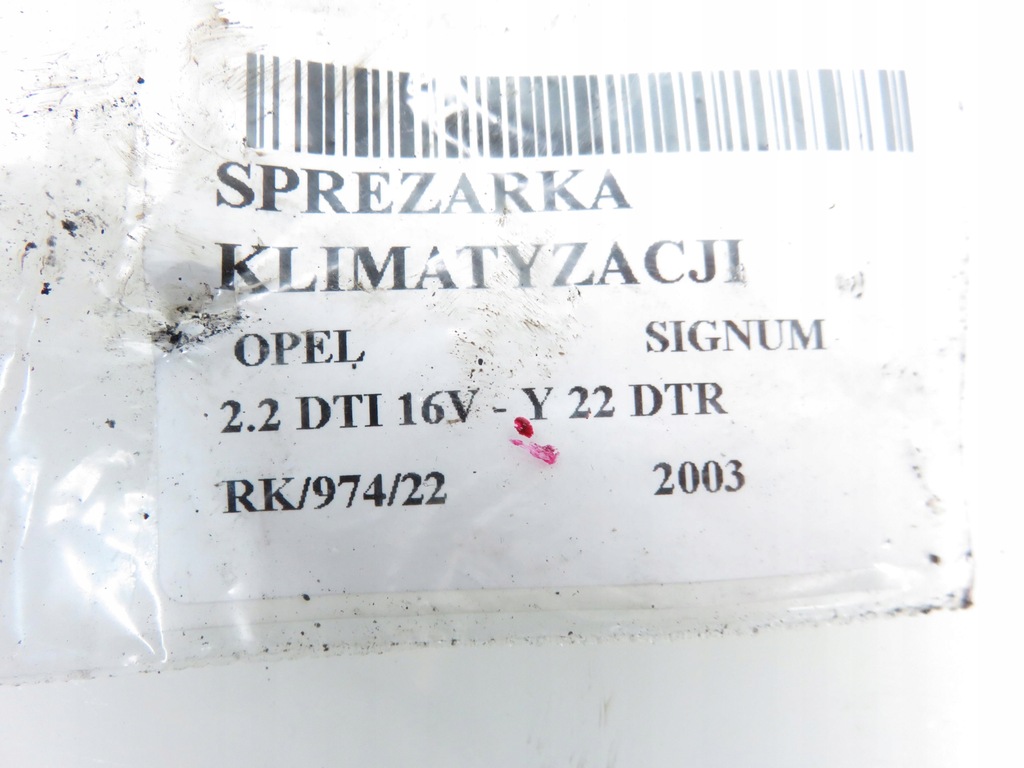 SPREZARKA
KLIMATYZACJI
OPEL SIGNUM
2.2 DTI 16V - Y 22 DTR
RK/974/22 2003